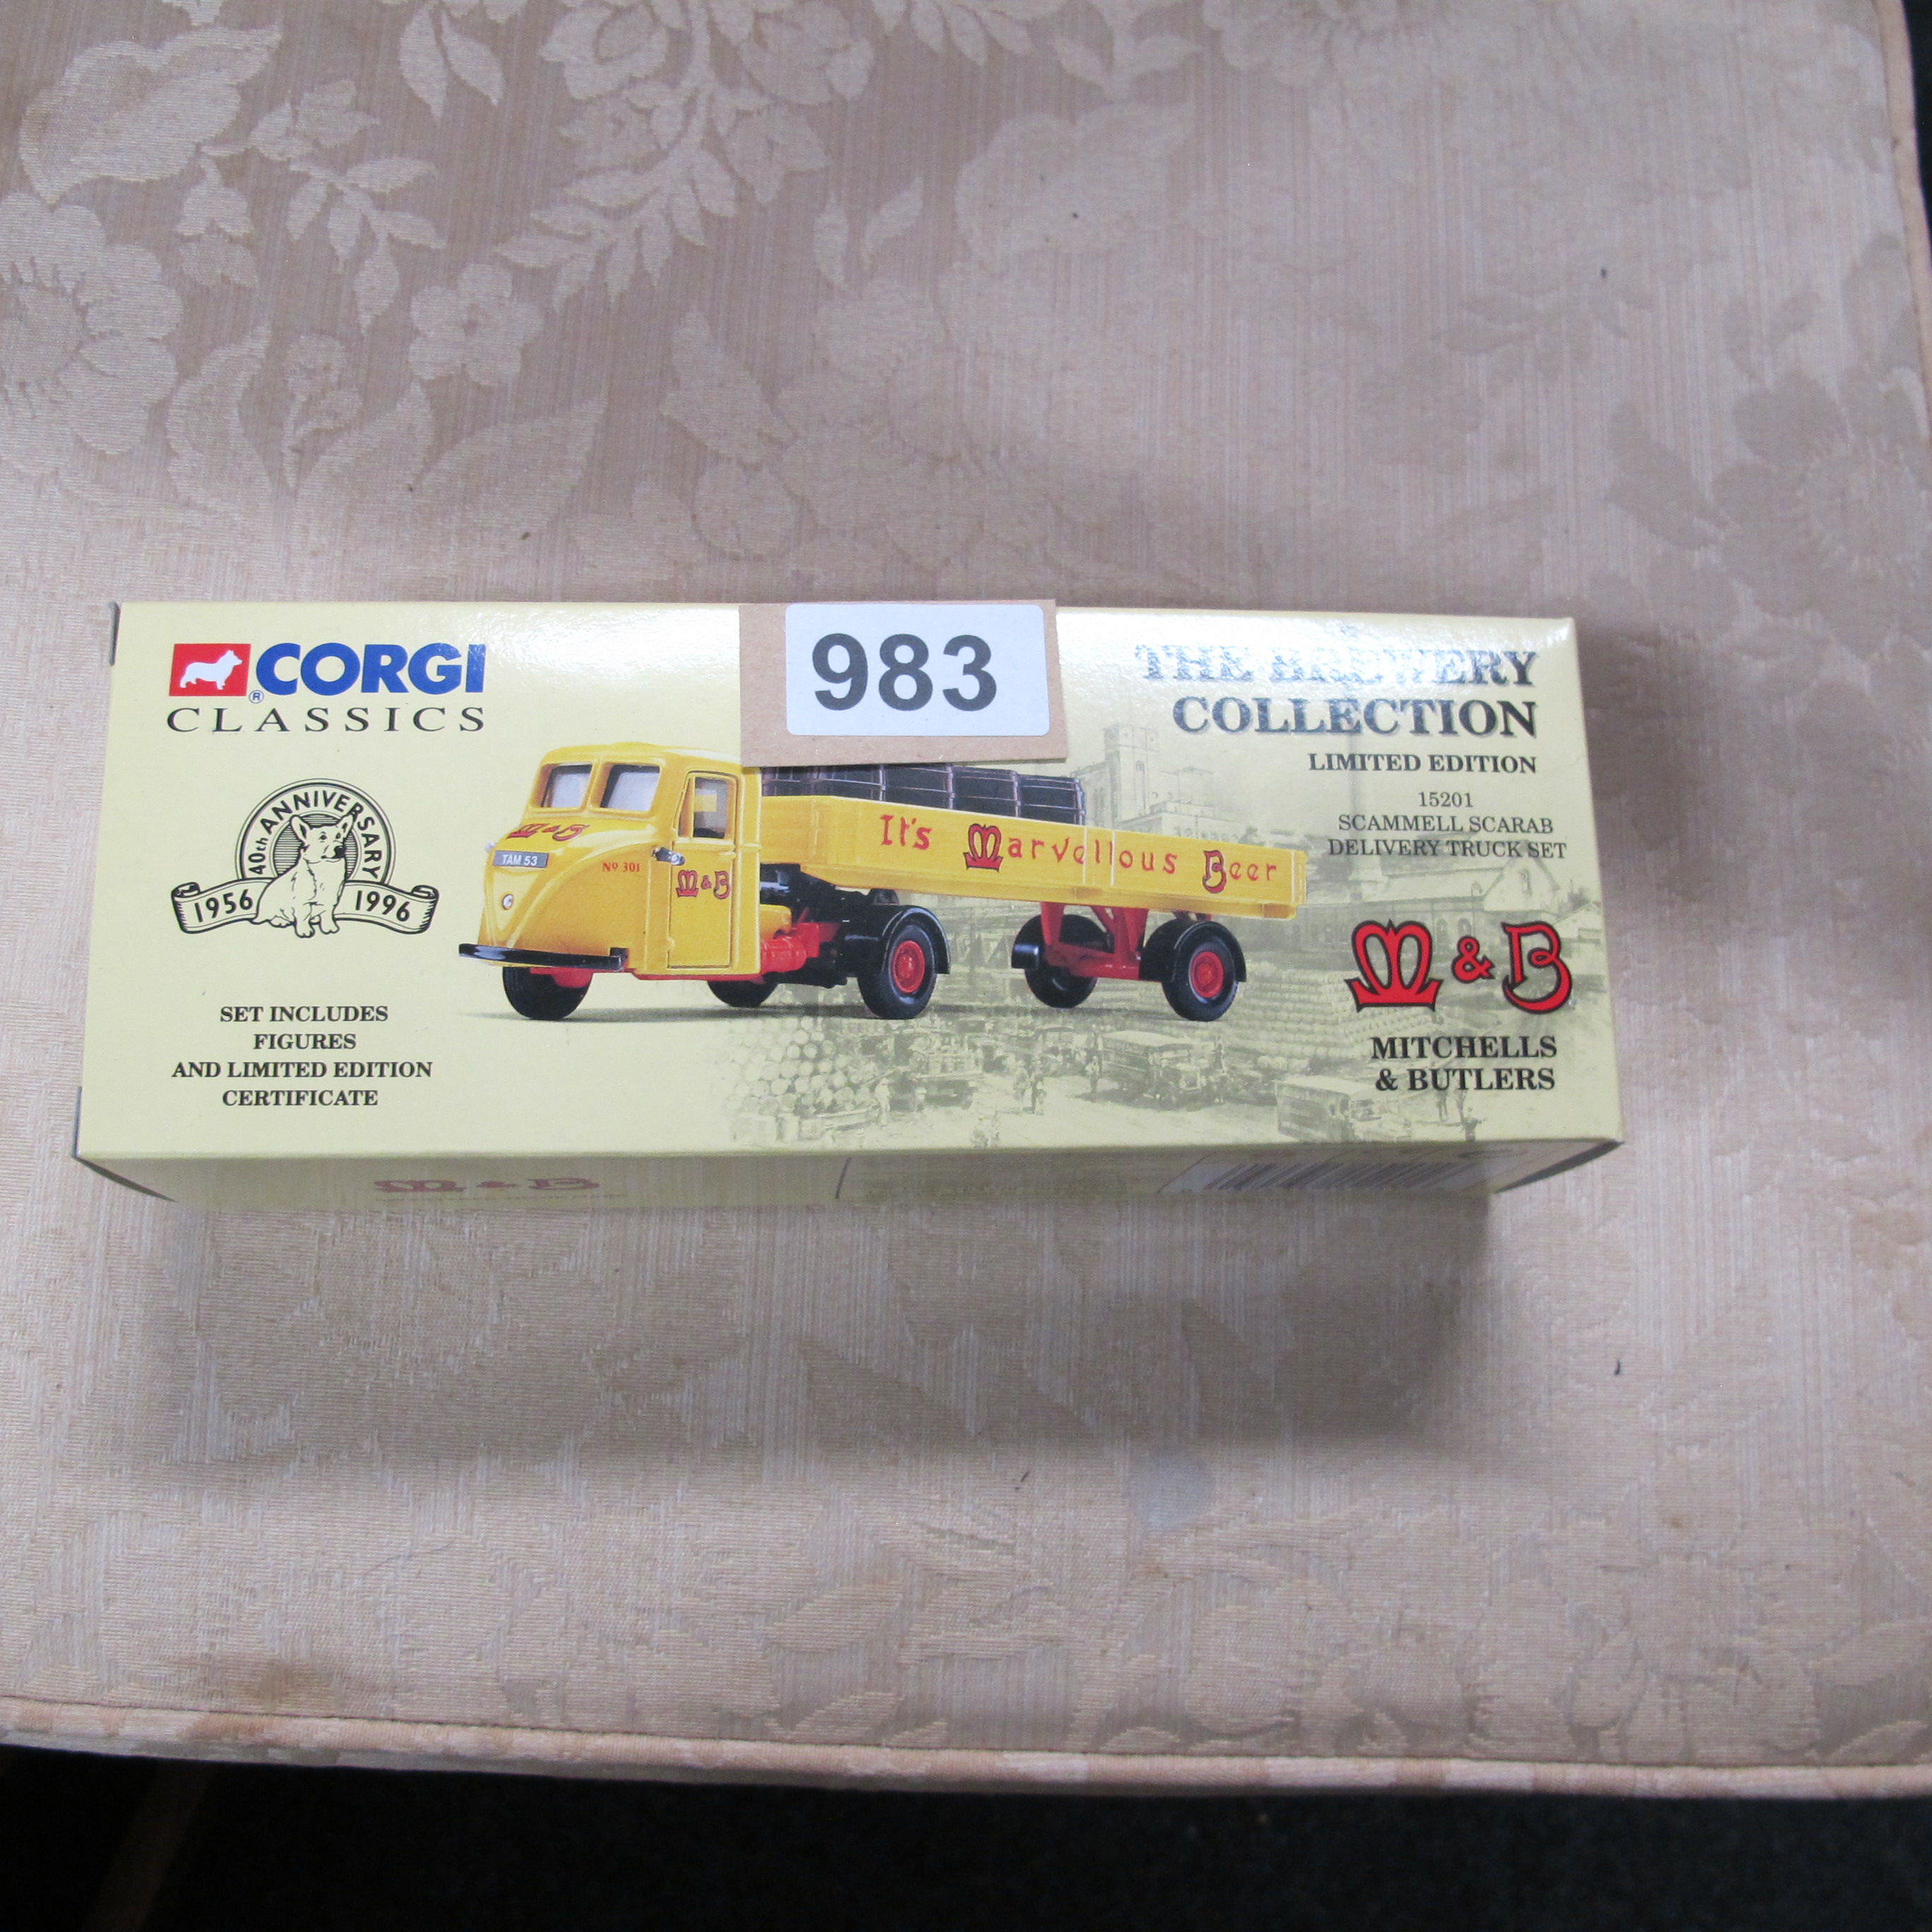 CORGI
®
CLASSICS
983
THE BREWERY
COLLECTION
LIMITED EDITION
15201
SCAMMELL SCARAB
DELIVERY TRUCK SET
40th ANNIVERSARY
1956 1996
M & B
TAM 53
Nº 301
M & B
It's Marvellous Beer
M & B
MITCHELLS
& BUTLERS
SET INCLUDES
FIGURES
AND LIMITED EDITION
CERTIFICATE
M & B